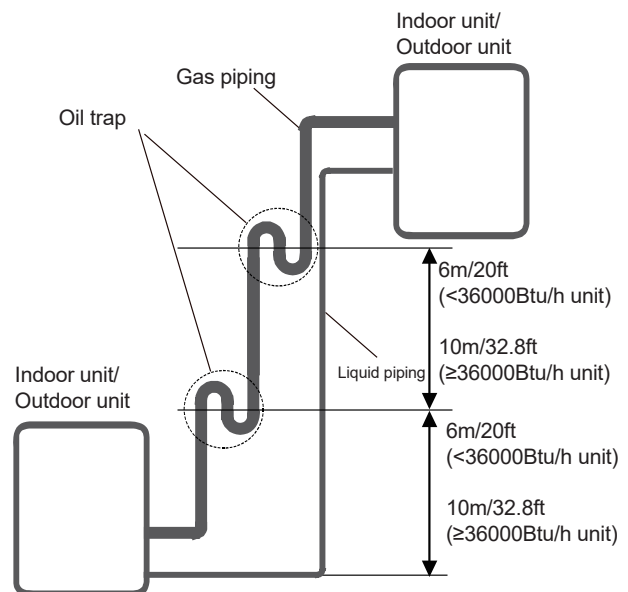 Indoor unit/
Outdoor unit
Gas piping
Oil trap
6m/20ft
(<36000Btu/h unit)
10m/32.8ft
(≥36000Btu/h unit)
Liquid piping
Indoor unit/
Outdoor unit
6m/20ft
(<36000Btu/h unit)
10m/32.8ft
(≥36000Btu/h unit)